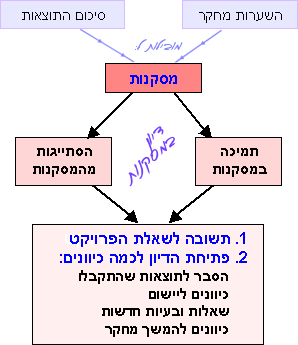 השערות מחקר
סיכום התוצאות
מובילות ל:
מסקנות
דיון
במסקנות
תמיכה
במסקנות
הסתייגות
מהמסקנות
1. תשובה לשאלת הפרויקט
2. פתיחת הדיון לכמה כיוונים:
הסבר לתוצאות שהתקבלו
כיוונים ליישום
שאלות ובעיות חדשות
כיוונים להמשך מחקר